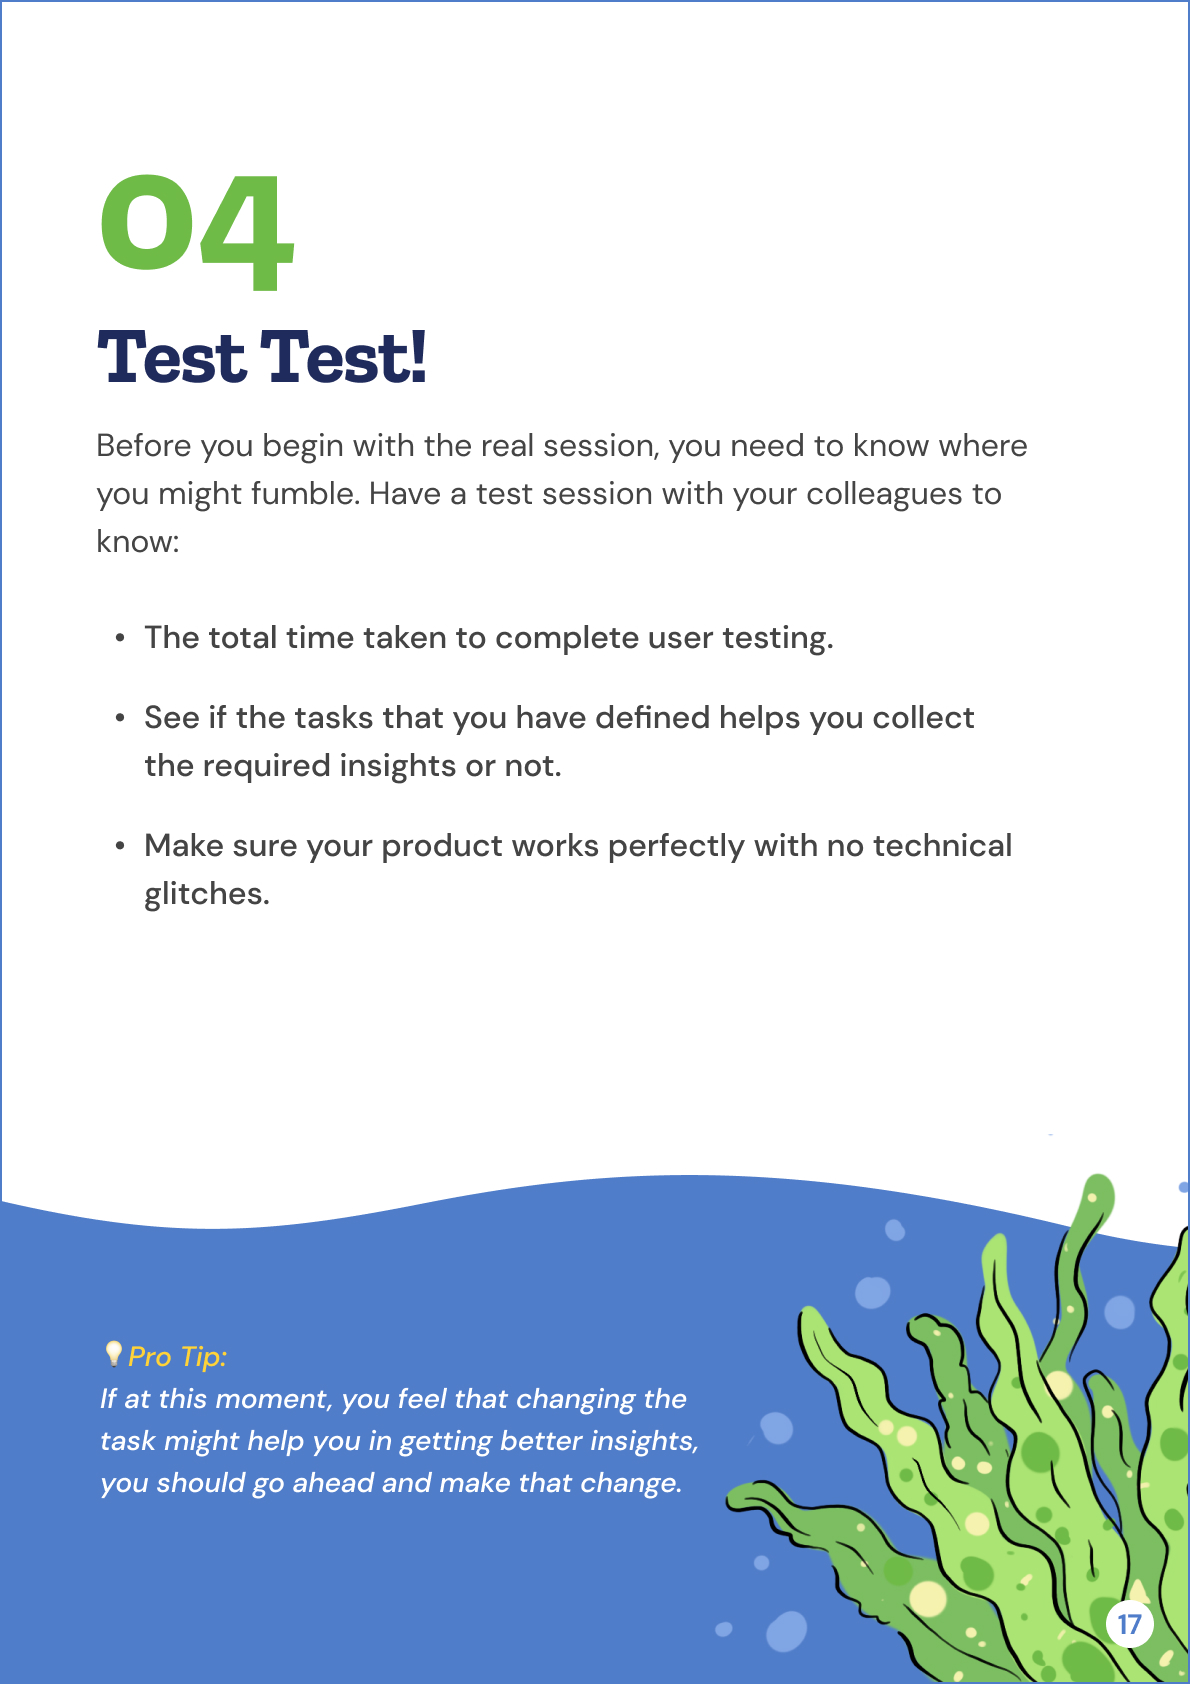 04
Test Test!
Before you begin with the real session, you need to know where
you might fumble. Have a test session with your colleagues to
know:
• The total time taken to complete user testing.
• See if the tasks that you have defined helps you collect
the required insights or not.
• Make sure your product works perfectly with no technical
glitches.
💡Pro Tip:
If at this moment, you feel that changing the
task might help you in getting better insights,
you should go ahead and make that change.
17